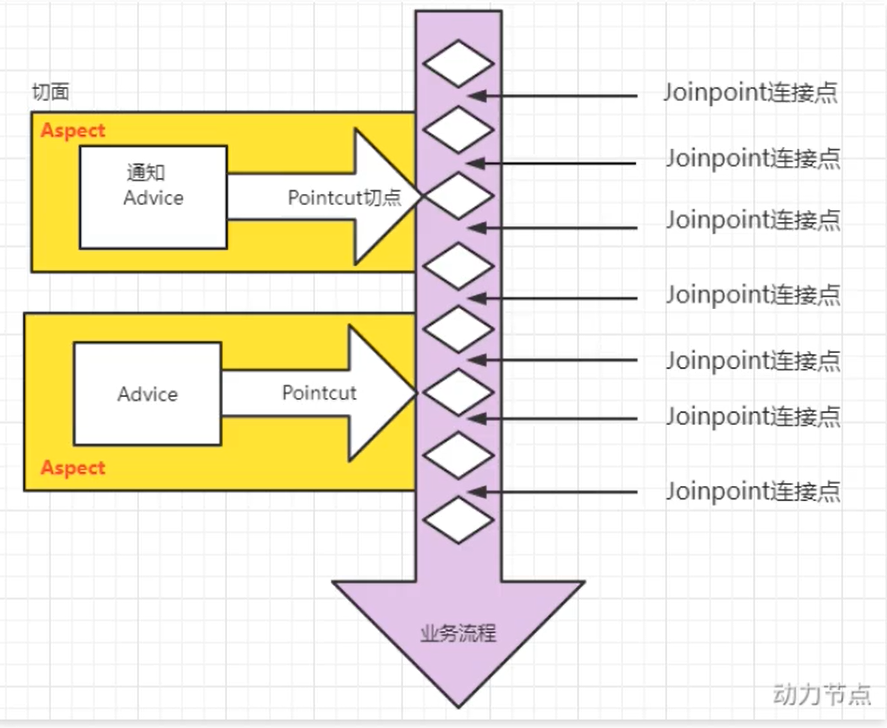 切面
Aspect
通知
Advice
Pointcut切点
Advice
Pointcut
Aspect
Joinpoint连接点
Joinpoint连接点
Joinpoint连接点
Joinpoint连接点
Joinpoint连接点
Joinpoint连接点
Joinpoint连接点
业务流程
动力节点